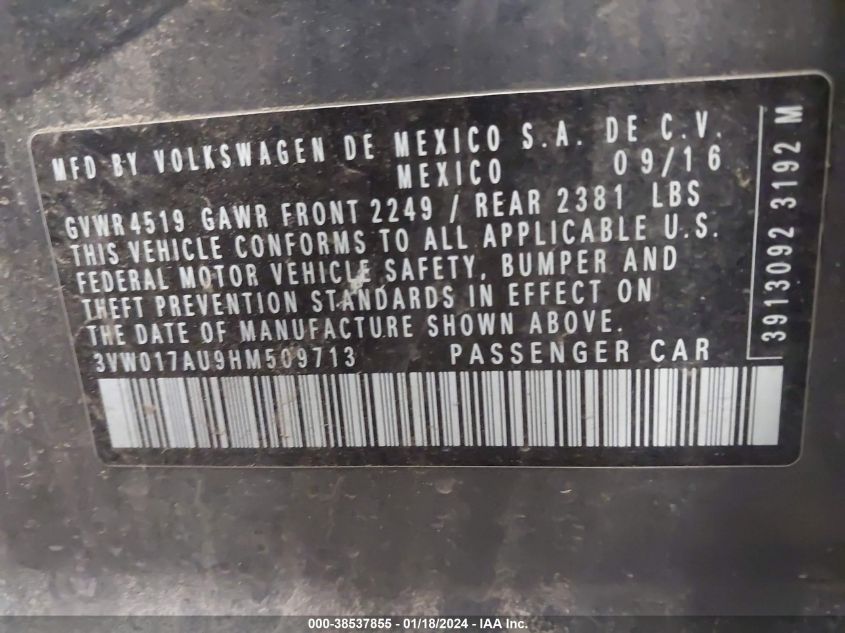 MFD BY VOLKSWAGEN DE MEXICO S.A. DE C.V.
MEXICO 09/16
GVWR 4519 GAWR FRONT 2249 / REAR 2381 LBS
THIS VEHICLE CONFORMS TO ALL APPLICABLE U.S.
FEDERAL MOTOR VEHICLE SAFETY, BUMPER AND
THEFT PREVENTION STANDARDS IN EFFECT ON
THE DATE OF MANUFACTURE SHOWN ABOVE.
3VW017AU9HM509713 PASSENGER CAR
3913092 3192 M
000-38537855 - 01/18/2024 - IAA Inc.